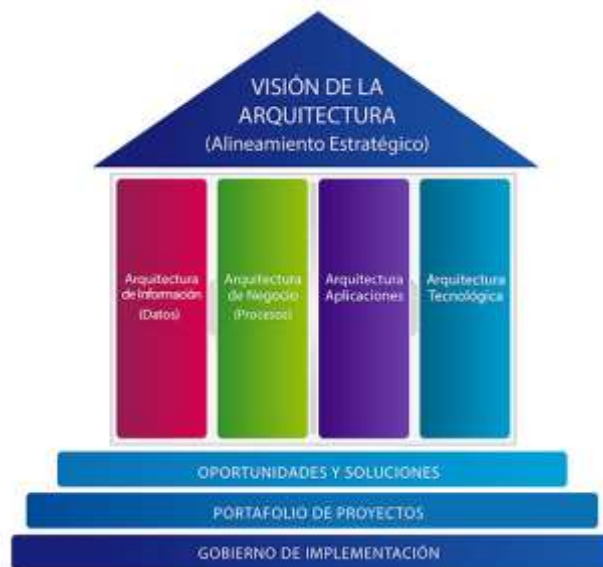 VISIÓN DE LA
ARQUITECTURA
(Alineamiento Estratégico)
Arquitectura
de Información
(Datos)
Arquitectura
de Negocio
(Procesos)
Arquitectura
Aplicaciones
Arquitectura
Tecnológica
OPORTUNIDADES Y SOLUCIONES
PORTAFOLIO DE PROYECTOS
GOBIERNO DE IMPLEMENTACIÓN